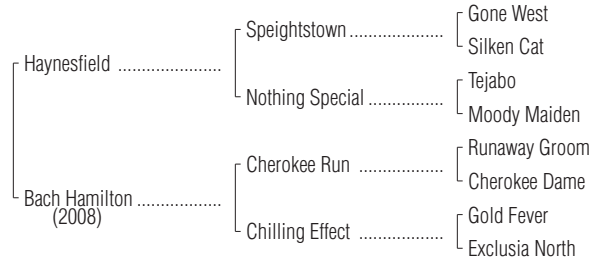 Gone West
Speightstown ...................
Silken Cat
Haynesfield .....................
Tejabo
Nothing Special ...............
Moody Maiden
Runaway Groom
Cherokee Run .................
Cherokee Dame
Bach Hamilton .................
(2008)
Gold Fever
Chilling Effect .................
Exclusia North